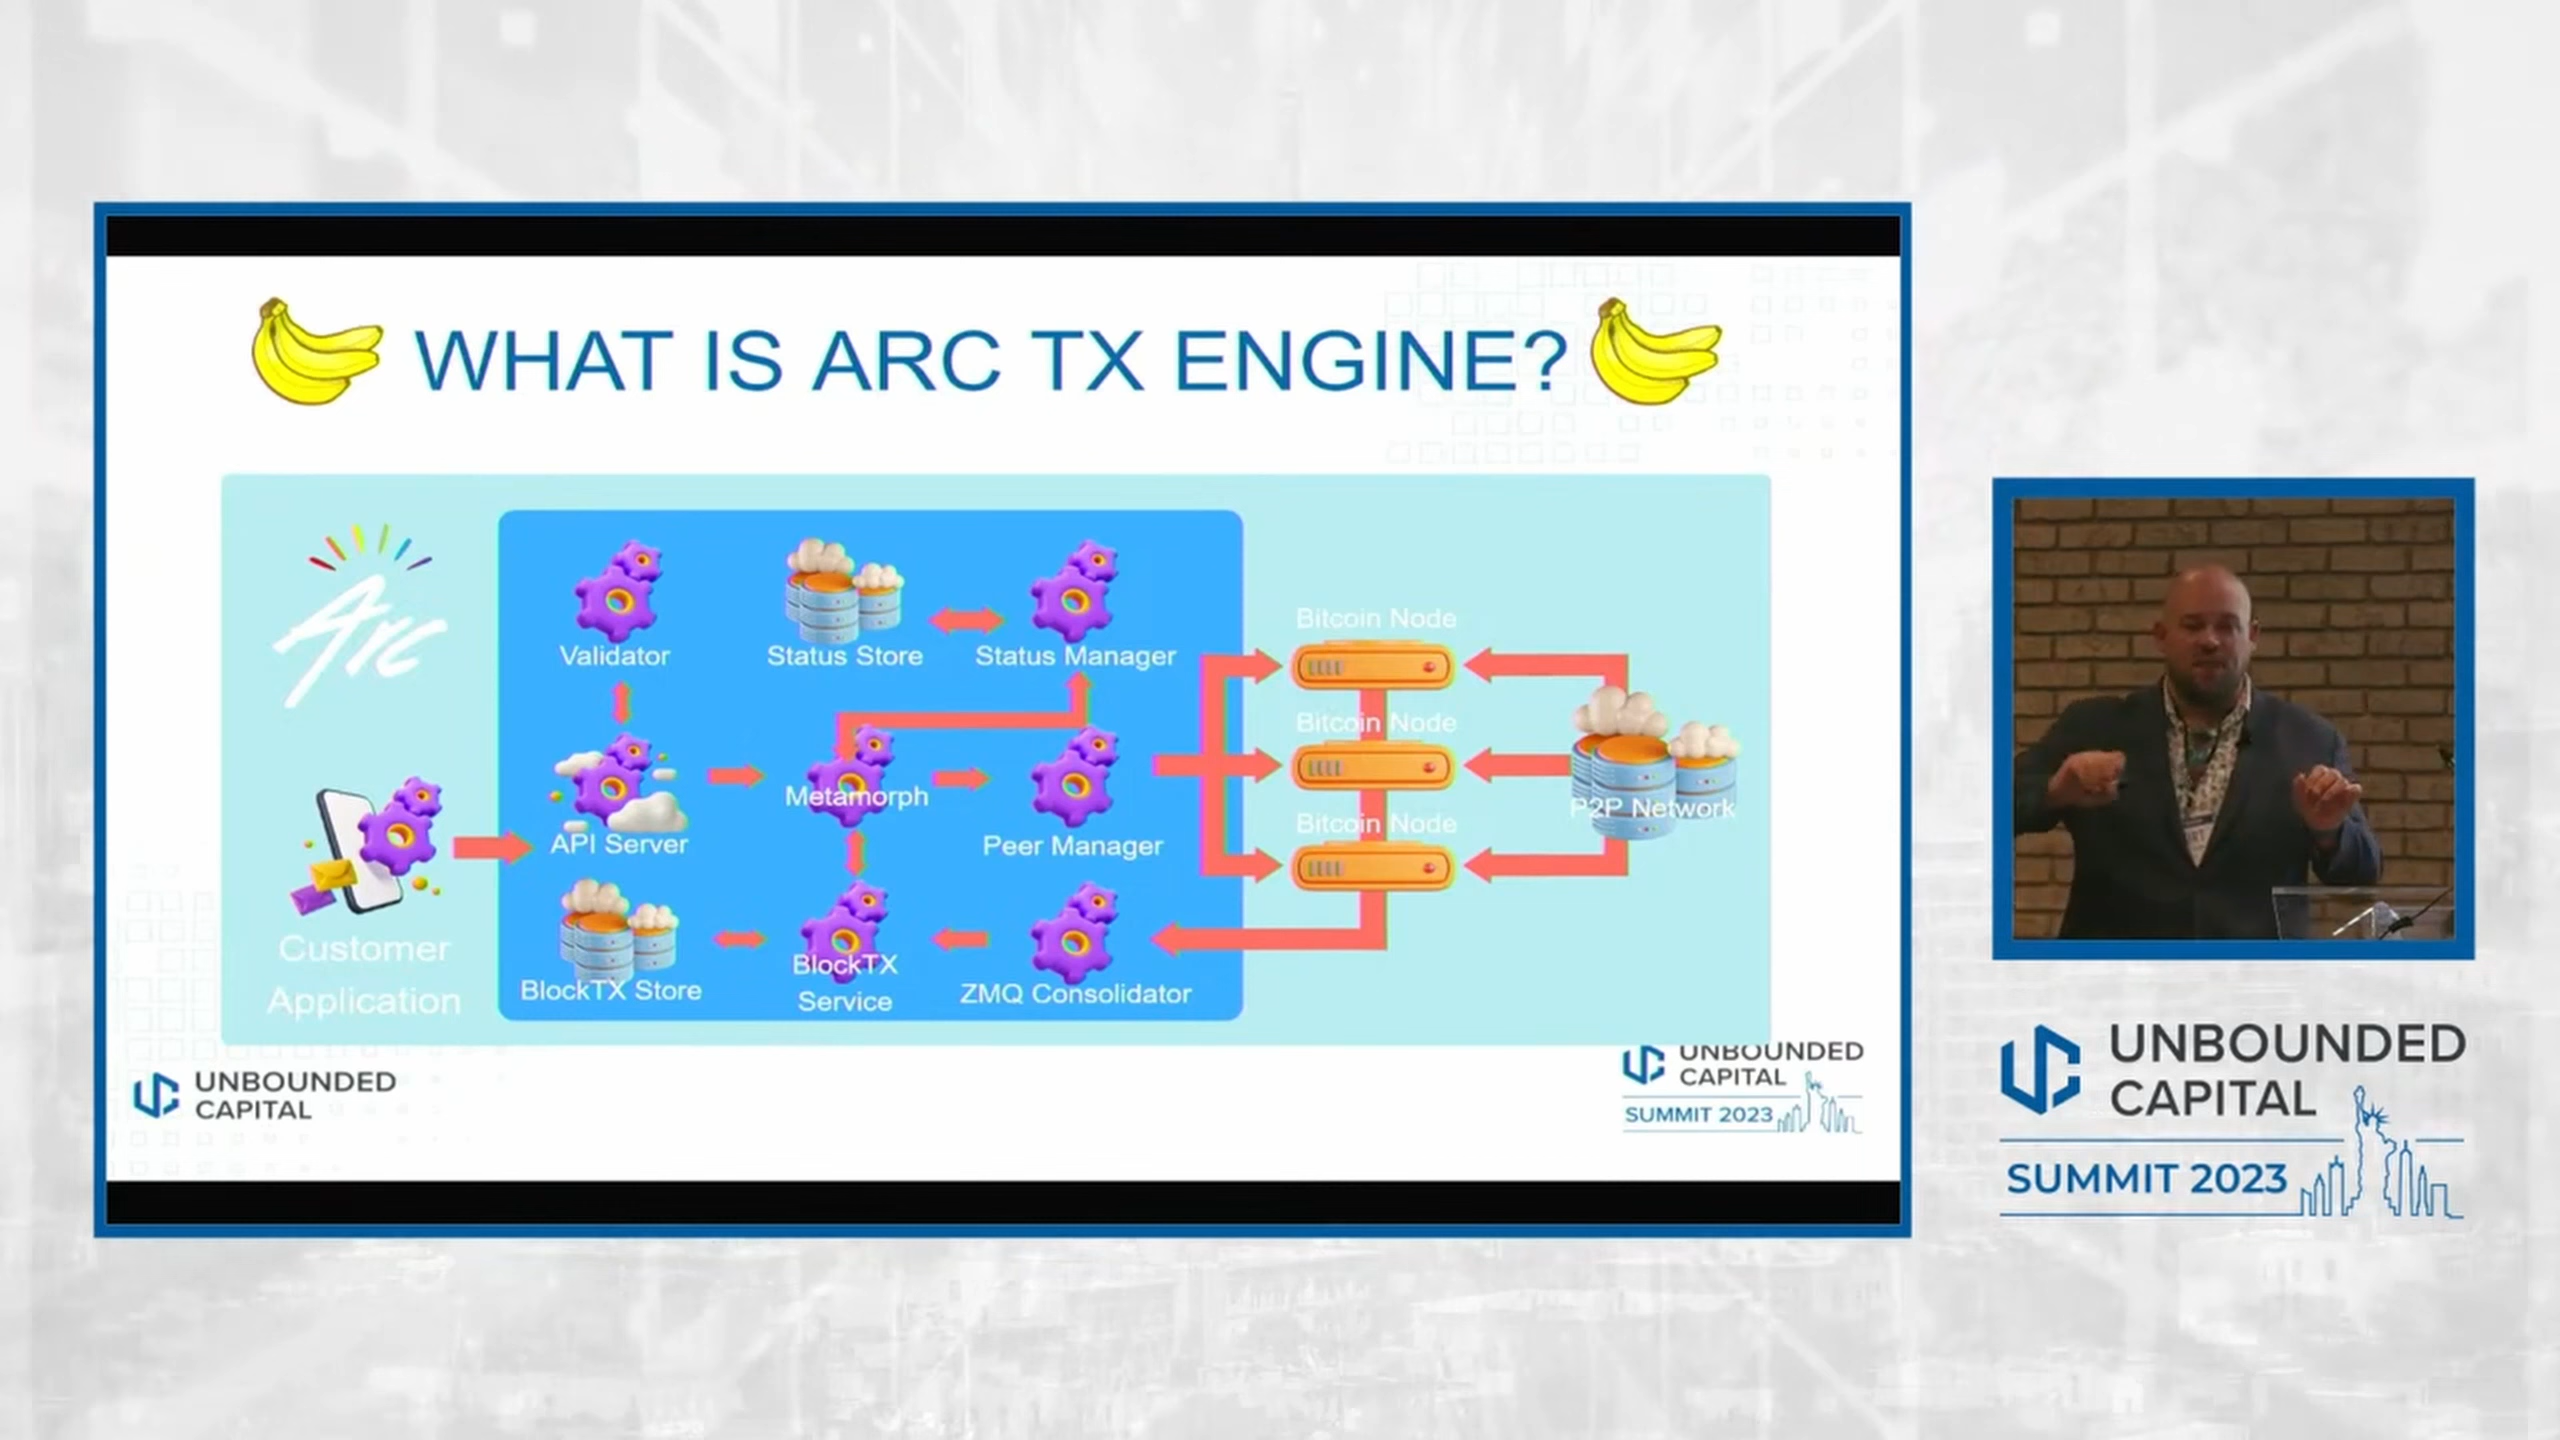 WHAT IS ARC TX ENGINE?
Arc
Validator
Status Store
Status Manager
Bitcoin Node
Bitcoin Node
Metamorph
P2P Network
Bitcoin Node
API Server
Peer Manager
Customer
Application
BlockTX Store
BlockTX
Service
ZMQ Consolidator
UNBOUNDED
CAPITAL
UNBOUNDED
CAPITAL
SUMMIT 2023
UNBOUNDED
CAPITAL
SUMMIT 2023